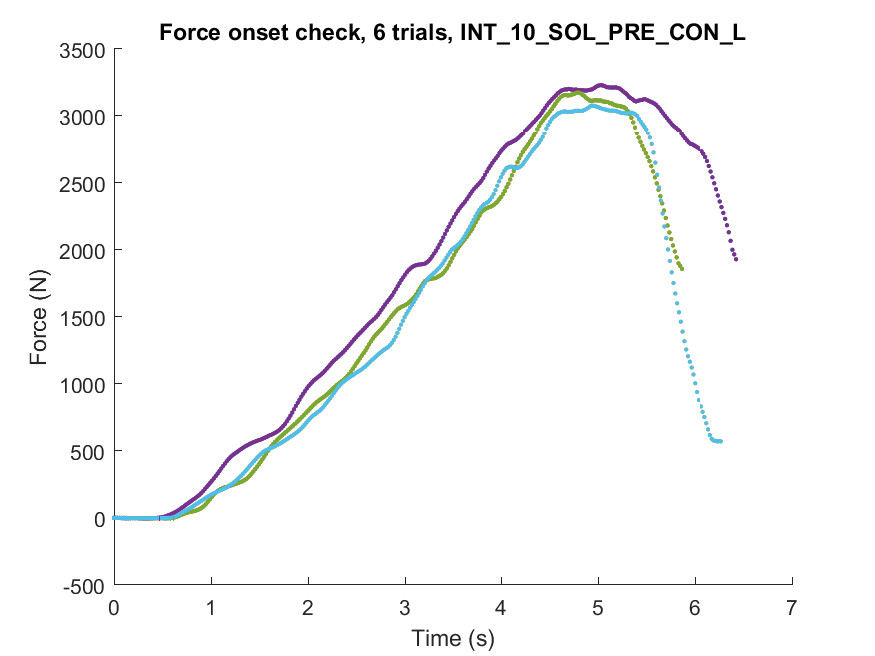 Force onset check, 6 trials, INT_10_SOL_PRE_CON_L
3500
3000
2500
2000
1500
1000
500
0
-500
Force (N)
0 1 2 3 4 5 6 7
Time (s)